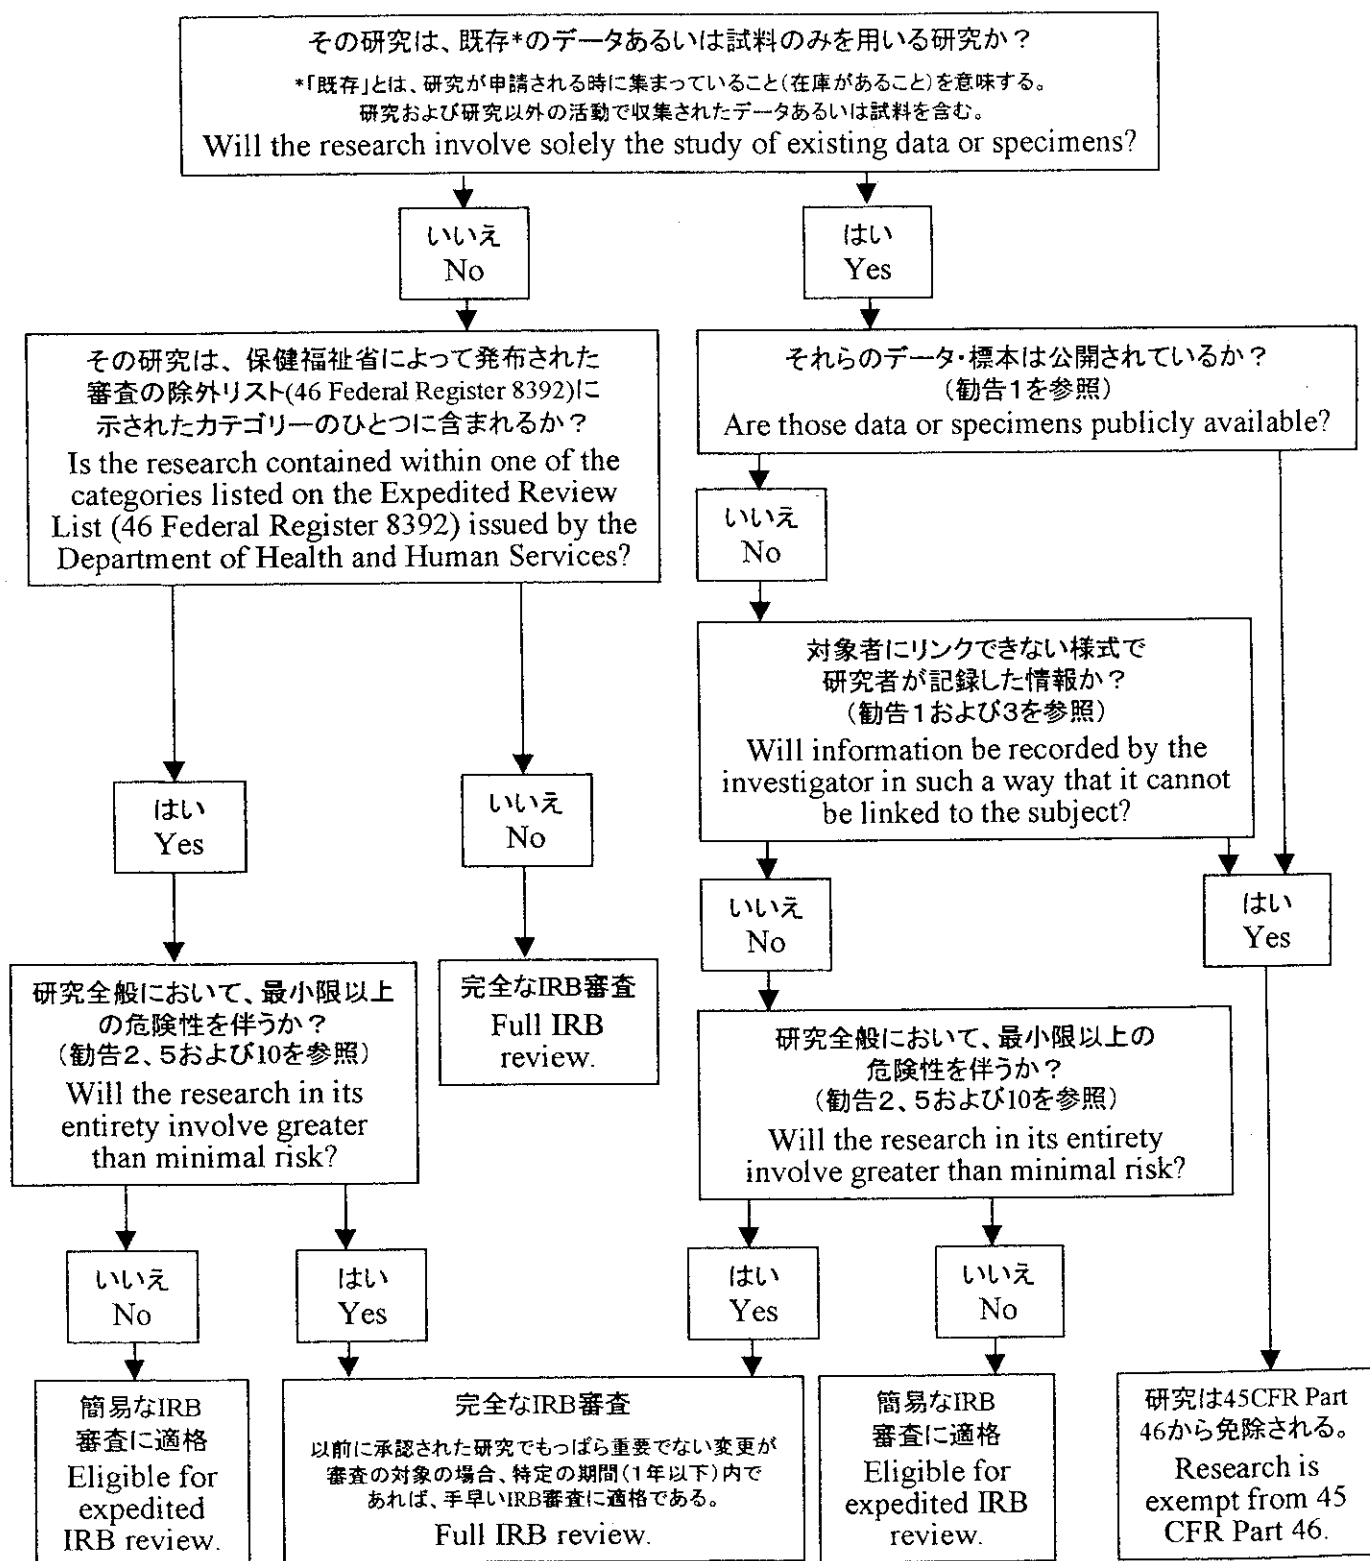 その研究は、既存*のデータあるいは試料のみを用いる研究か？
*「既存」とは、研究が申請される時に集まっていること(在庫があること)を意味する。
研究および研究以外の活動で収集されたデータあるいは試料を含む。
Will the research involve solely the study of existing data or specimens?
いいえ
No
はい
Yes
その研究は、保健福祉省によって発布された
審査の除外リスト(46 Federal Register 8392)に
示されたカテゴリーのひとつに含まれるか？
Is the research contained within one of the
categories listed on the Expedited Review
List (46 Federal Register 8392) issued by the
Department of Health and Human Services?
それらのデータ・標本は公開されているか？
(勧告1を参照)
Are those data or specimens publicly available?
いいえ
No
対象者にリンクできない様式で
研究者が記録した情報か？
(勧告1および3を参照)
Will information be recorded by the
investigator in such a way that it cannot
be linked to the subject?
はい
Yes
いいえ
No
いいえ
No
はい
Yes
研究全般において、最小限以上
の危険性を伴うか？
(勧告2、5および10を参照)
Will the research in its
entirety involve greater
than minimal risk?
完全なIRB審査
Full IRB
review.
研究全般において、最小限以上の
危険性を伴うか？
(勧告2、5および10を参照)
Will the research in its entirety
involve greater than minimal risk?
いいえ
No
はい
Yes
はい
Yes
いいえ
No
簡易なIRB
審査に適格
Eligible for
expedited
IRB review.
完全なIRB審査
以前に承認された研究でもっぱら重要でない変更が
審査の対象の場合、特定の期間(1年以下)内で
あれば、手早いIRB審査に適格である。
Full IRB review.
簡易なIRB
審査に適格
Eligible for
expedited IRB
review.
研究は45CFR Part
46から免除される。
Research is
exempt from 45
CFR Part 46.